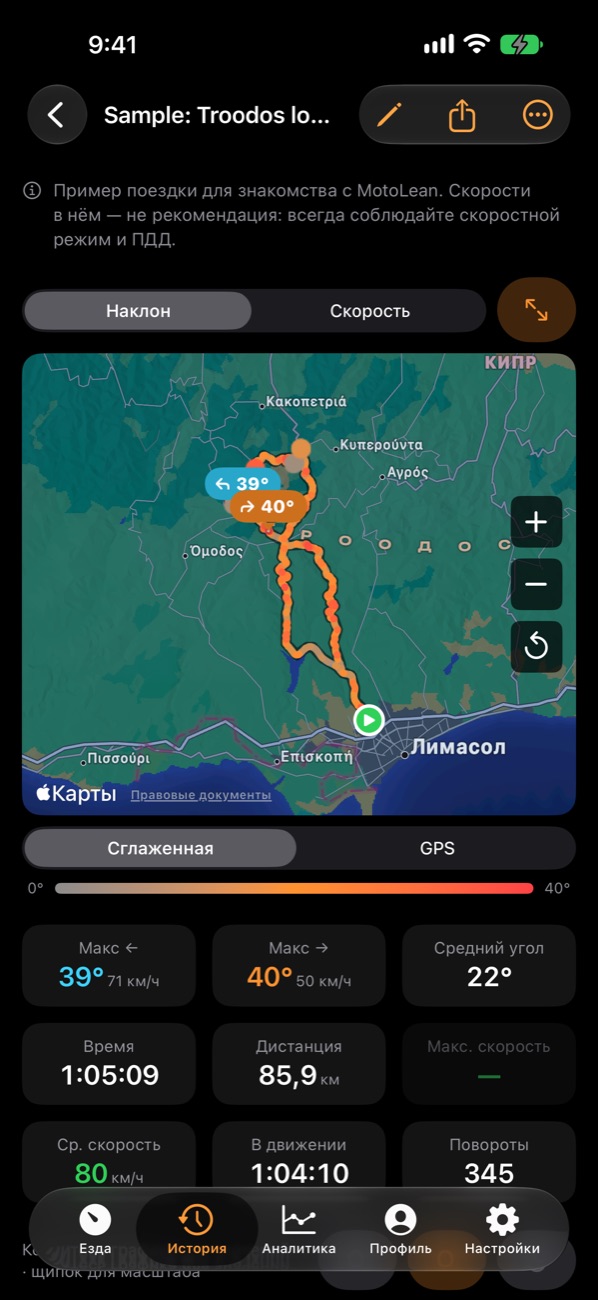 9:41
Sample: Troodos lo...
Пример поездки для знакомства с MotoLean. Скорости
в нём — не рекомендация: всегда соблюдайте скоростной
режим и ПДД.
Наклон
Скорость
КИПР
Κακοπετριά
Κυπερούντα
Αγρός
39°
40°
Р О О Д О С
Όμοδος
Λимасол
Πισσούρι
Επισκοπή
Карты
Правовые документы
Сглаженная
GPS
0°
40°
Макс ←
Макс →
Средний угол
39° 71 км/ч
40° 50 км/ч
22°
Время
Дистанция
Макс. скорость
1:05:09
85,9 км
—
Ср. скорость
В движении
Повороты
80 км/ч
1:04:10
345
Езда
История
Аналитика
Профиль
Настройки
· щипок для масштаба